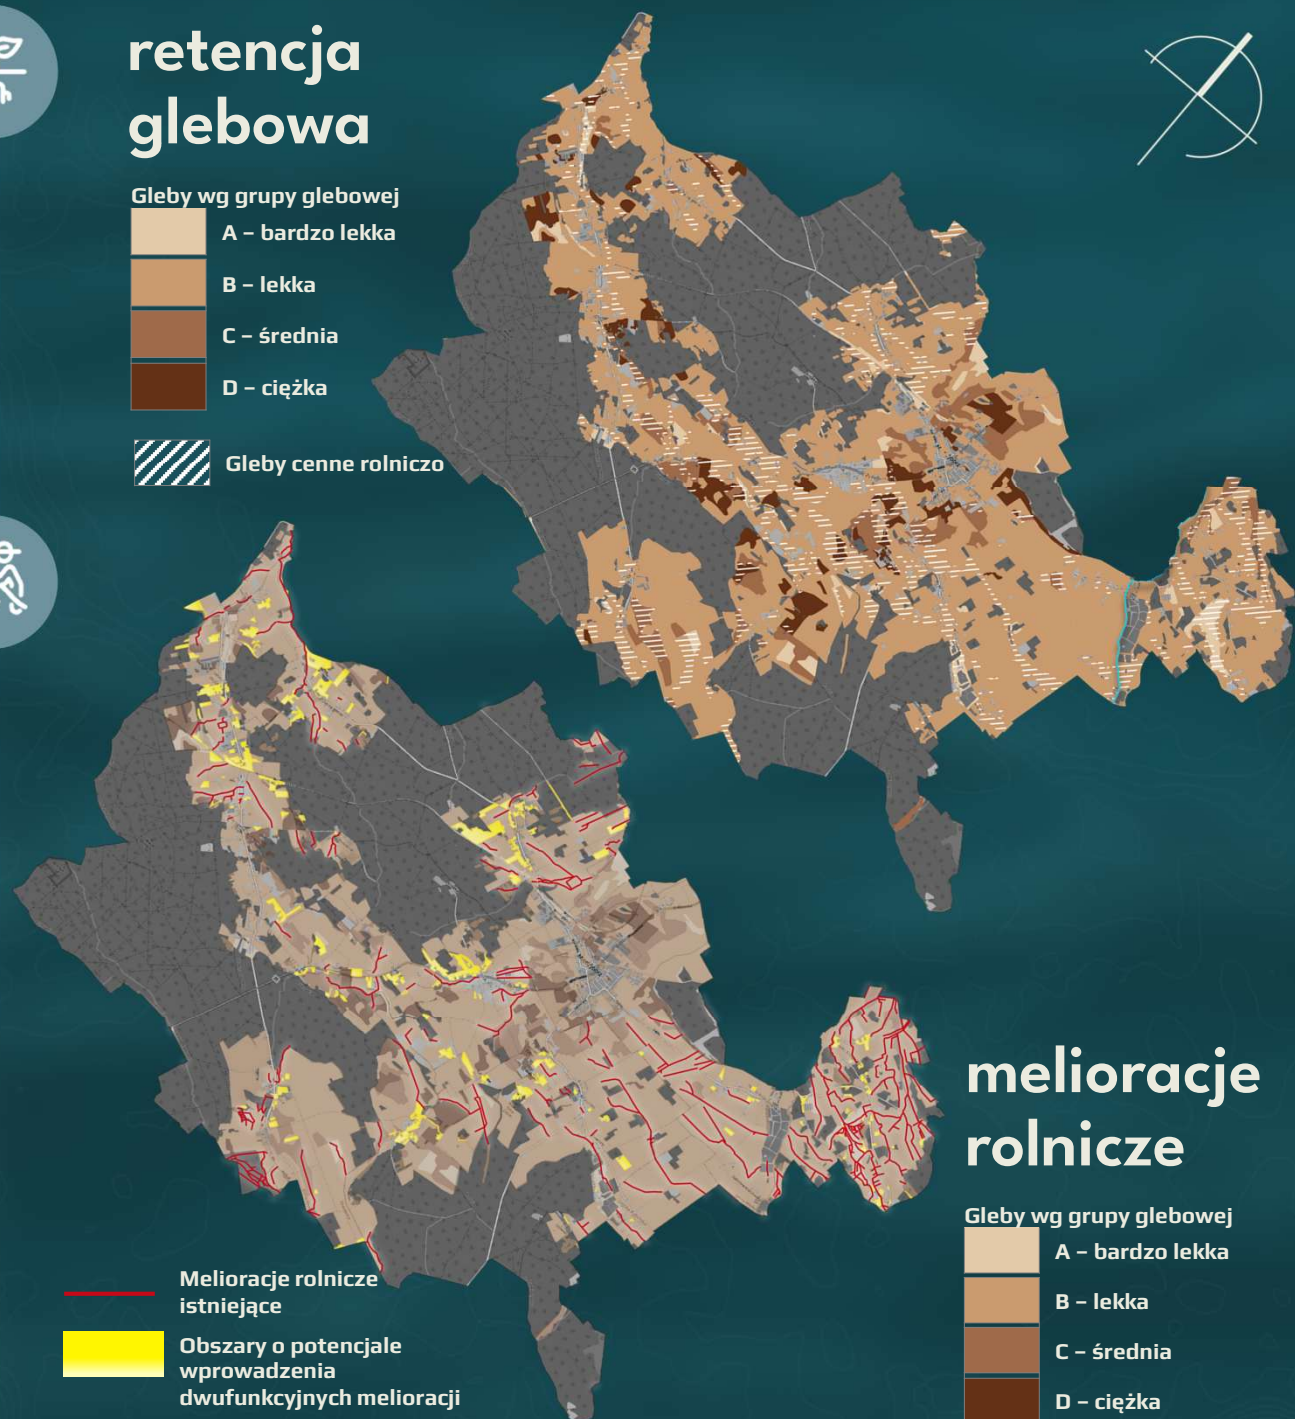 retencja
glebowa
Gleby wg grupy glebowej
A – bardzo lekka
B – lekka
C – średnia
D – ciężka
Gleby cenne rolniczo
melioracje
rolnicze
Gleby wg grupy glebowej
A – bardzo lekka
B – lekka
C – średnia
D – ciężka
Melioracje rolnicze
istniejące
Obszary o potencjale
wprowadzenia
dwufunkcyjnych melioracji